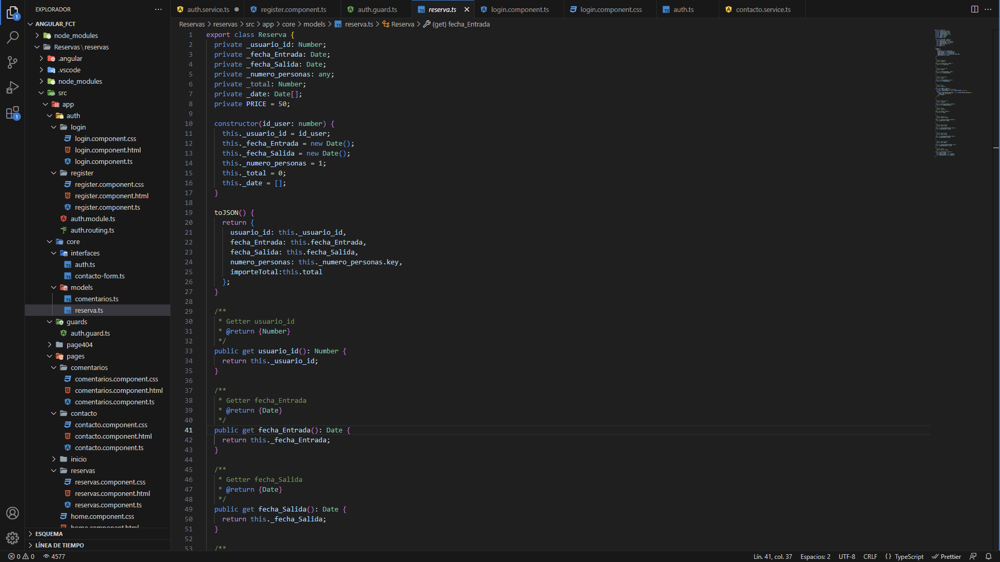 EXPLORADOR
ANGULAR_FCT
node_modules
Reservas \ reservas
.angular
.vscode
node_modules
src
app
auth
login
login.component.css
login.component.html
login.component.ts
register
register.component.css
register.component.html
register.component.ts
auth.module.ts
auth.routing.ts
core
interfaces
auth.ts
contacto-form.ts
models
comentarios.ts
reserva.ts
guards
auth.guard.ts
page404
pages
comentarios
comentarios.component.css
comentarios.component.html
comentarios.component.ts
contacto
contacto.component.css
contacto.component.html
contacto.component.ts
inicio
reservas
reservas.component.css
reservas.component.html
reservas.component.ts
home.component.css
home.component.html
ESQUEMA
LÍNEA DE TIEMPO
auth.service.ts register.component.ts auth.guard.ts reserva.ts login.component.ts login.component.css auth.ts contacto.service.ts
Reservas > reservas > src > app > core > models > reserva.ts > Reserva > (get) fecha_Entrada
1 export class Reserva {
2 private _usuario_id: Number;
3 private _fecha_Entrada: Date;
4 private _fecha_Salida: Date;
5 private _numero_personas: any;
6 private _total: Number;
7 private _date: Date[];
8 private PRICE = 50;
9
10 constructor(id_user: number) {
11 this._usuario_id = id_user;
12 this._fecha_Entrada = new Date();
13 this._fecha_Salida = new Date();
14 this._numero_personas = 1;
15 this._total = 0;
16 this._date = [];
17 }
18
19 toJSON() {
20 return {
21 usuario_id: this._usuario_id,
22 fecha_Entrada: this.fecha_Entrada,
23 fecha_Salida: this.fecha_Salida,
24 numero_personas: this._numero_personas.key,
25 importeTotal:this.total
26 };
27 }
28
29 /**
30 * Getter usuario_id
31 * @return {Number}
32 */
33 public get usuario_id(): Number {
34 return this._usuario_id;
35 }
36
37 /**
38 * Getter fecha_Entrada
39 * @return {Date}
40 */
41 public get fecha_Entrada(): Date {
42 return this._fecha_Entrada;
43 }
44
45 /**
46 * Getter fecha_Salida
47 * @return {Date}
48 */
49 public get fecha_Salida(): Date {
50 return this._fecha_Salida;
51 }
52
53 /**
1
1
0 0 4577 Lín. 41, col. 37 Espacios: 2 UTF-8 CRLF { } TypeScript Prettier